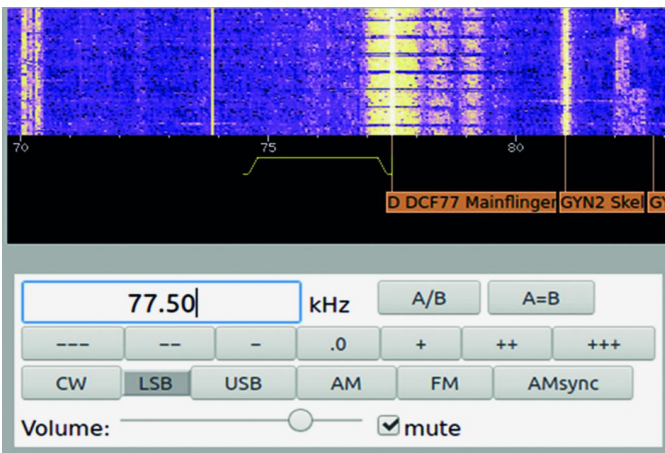 70 75 80
D DCF77 Mainflinger GYN2 Skel GY
77.50 kHz A/B A=B
--- -- - .0 + ++ +++
CW LSB USB AM FM AMsync
Volume: mute